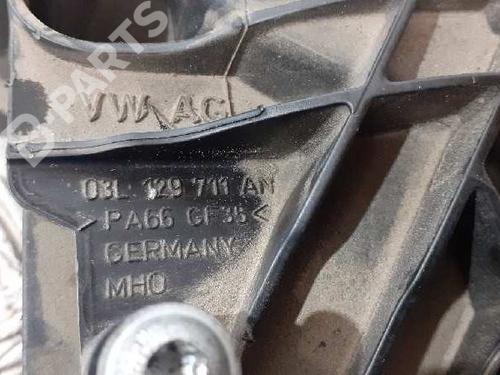 VW AG
03L 129 711 AN
>PA66 GF35<
GERMANY
MHO
B-PARTS